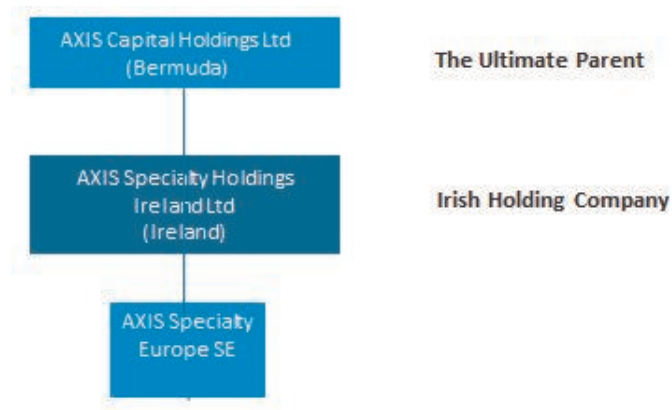 AXIS Capital Holdings Ltd
(Bermuda)
The Ultimate Parent
AXIS Specialty Holdings
Ireland Ltd
(Ireland)
Irish Holding Company
AXIS Specialty
Europe SE